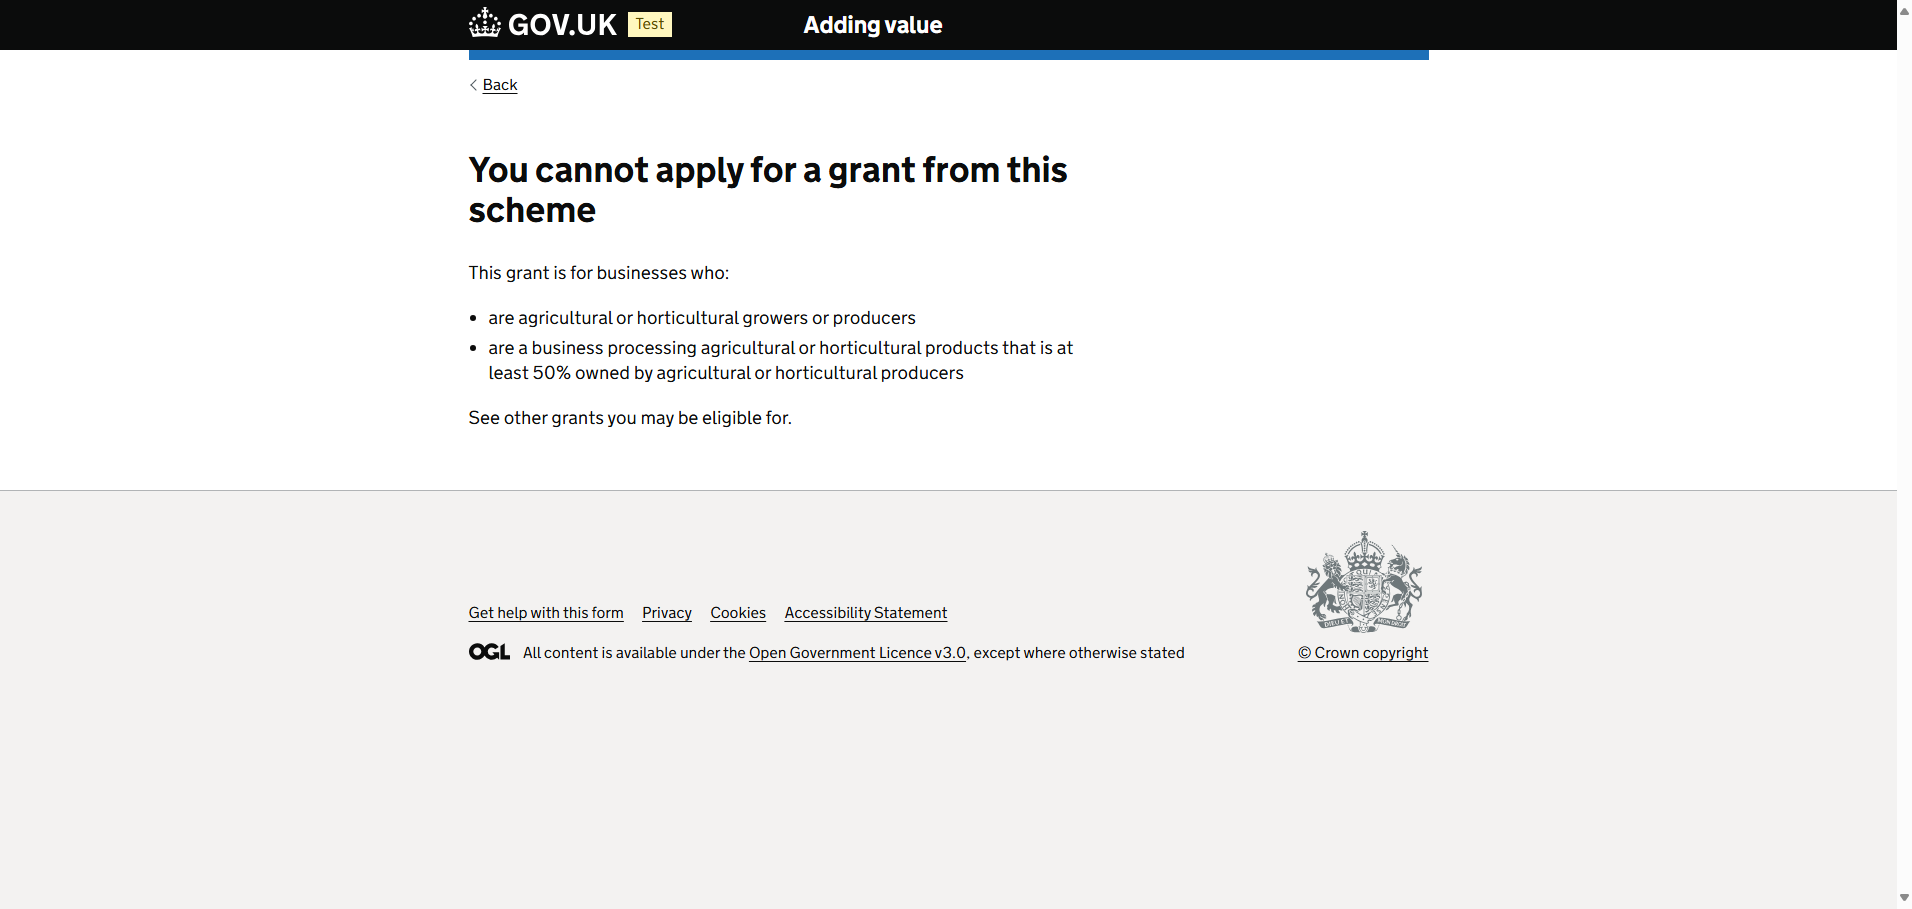 GOV.UK Test Adding value
Back
You cannot apply for a grant from this
scheme
This grant is for businesses who:
• are agricultural or horticultural growers or producers
• are a business processing agricultural or horticultural products that is at
least 50% owned by agricultural or horticultural producers
See other grants you may be eligible for.
Get help with this form Privacy Cookies Accessibility Statement
OGL All content is available under the Open Government Licence v3.0, except where otherwise stated
© Crown copyright